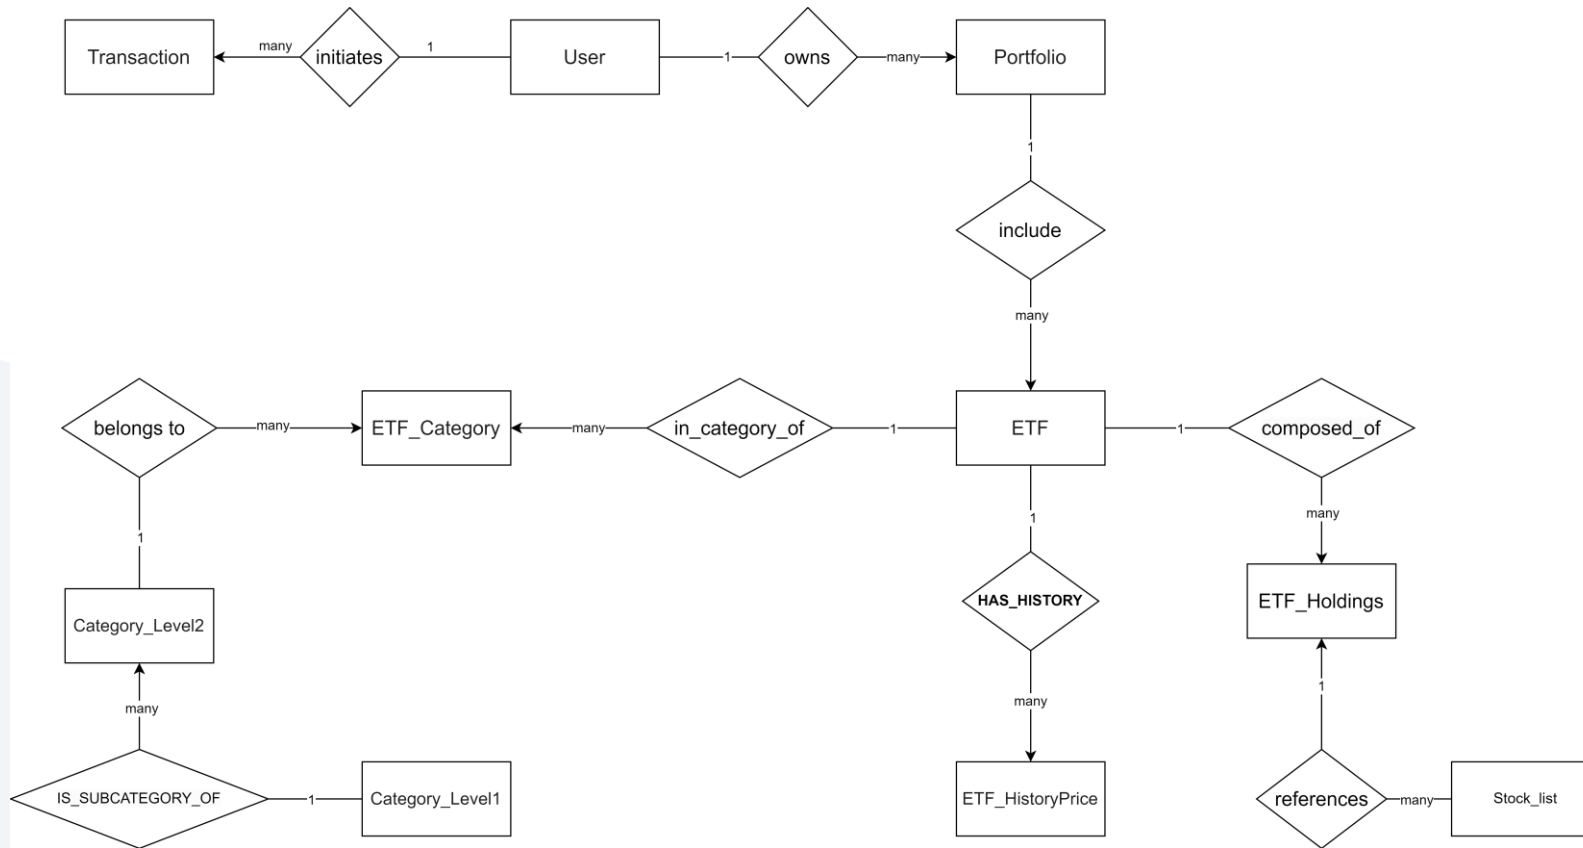 Transaction
many
initiates
1
User
1
owns
many
Portfolio
1
include
many
belongs to
many
ETF_Category
many
in_category_of
1
ETF
1
composed_of
1
1
many
Category_Level2
HAS_HISTORY
ETF_Holdings
many
many
1
IS_SUBCATEGORY_OF
1
Category_Level1
ETF_HistoryPrice
references
many
Stock_list